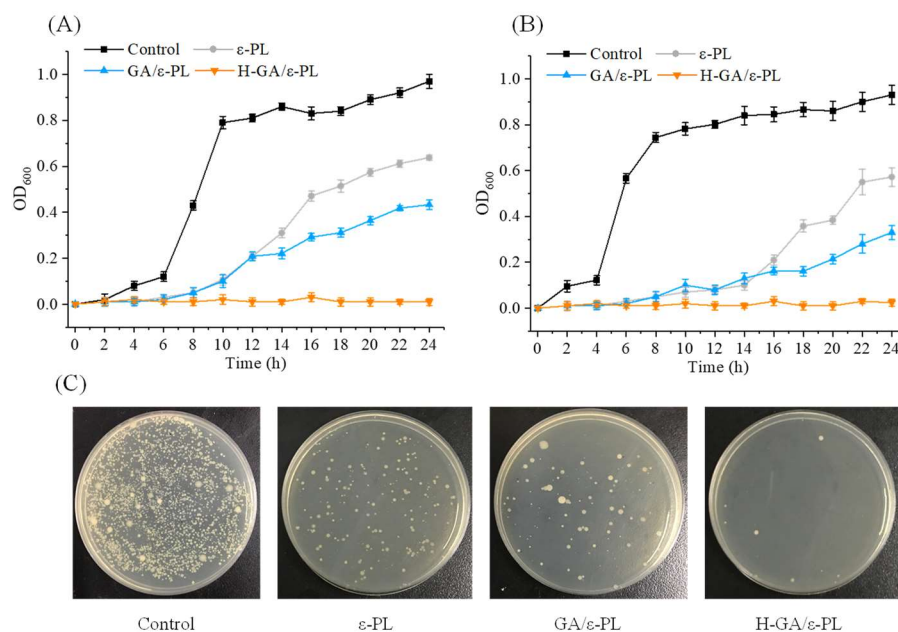 (A)
Control
ε-PL
GA/ε-PL
H-GA/ε-PL
OD600
1.0
0.8
0.6
0.4
0.2
0.0
0 2 4 6 8 10 12 14 16 18 20 22 24
Time (h)
(B)
Control
ε-PL
GA/ε-PL
H-GA/ε-PL
OD600
1.0
0.8
0.6
0.4
0.2
0.0
0 2 4 6 8 10 12 14 16 18 20 22 24
Time (h)
(C)
Control
ε-PL
GA/ε-PL
H-GA/ε-PL